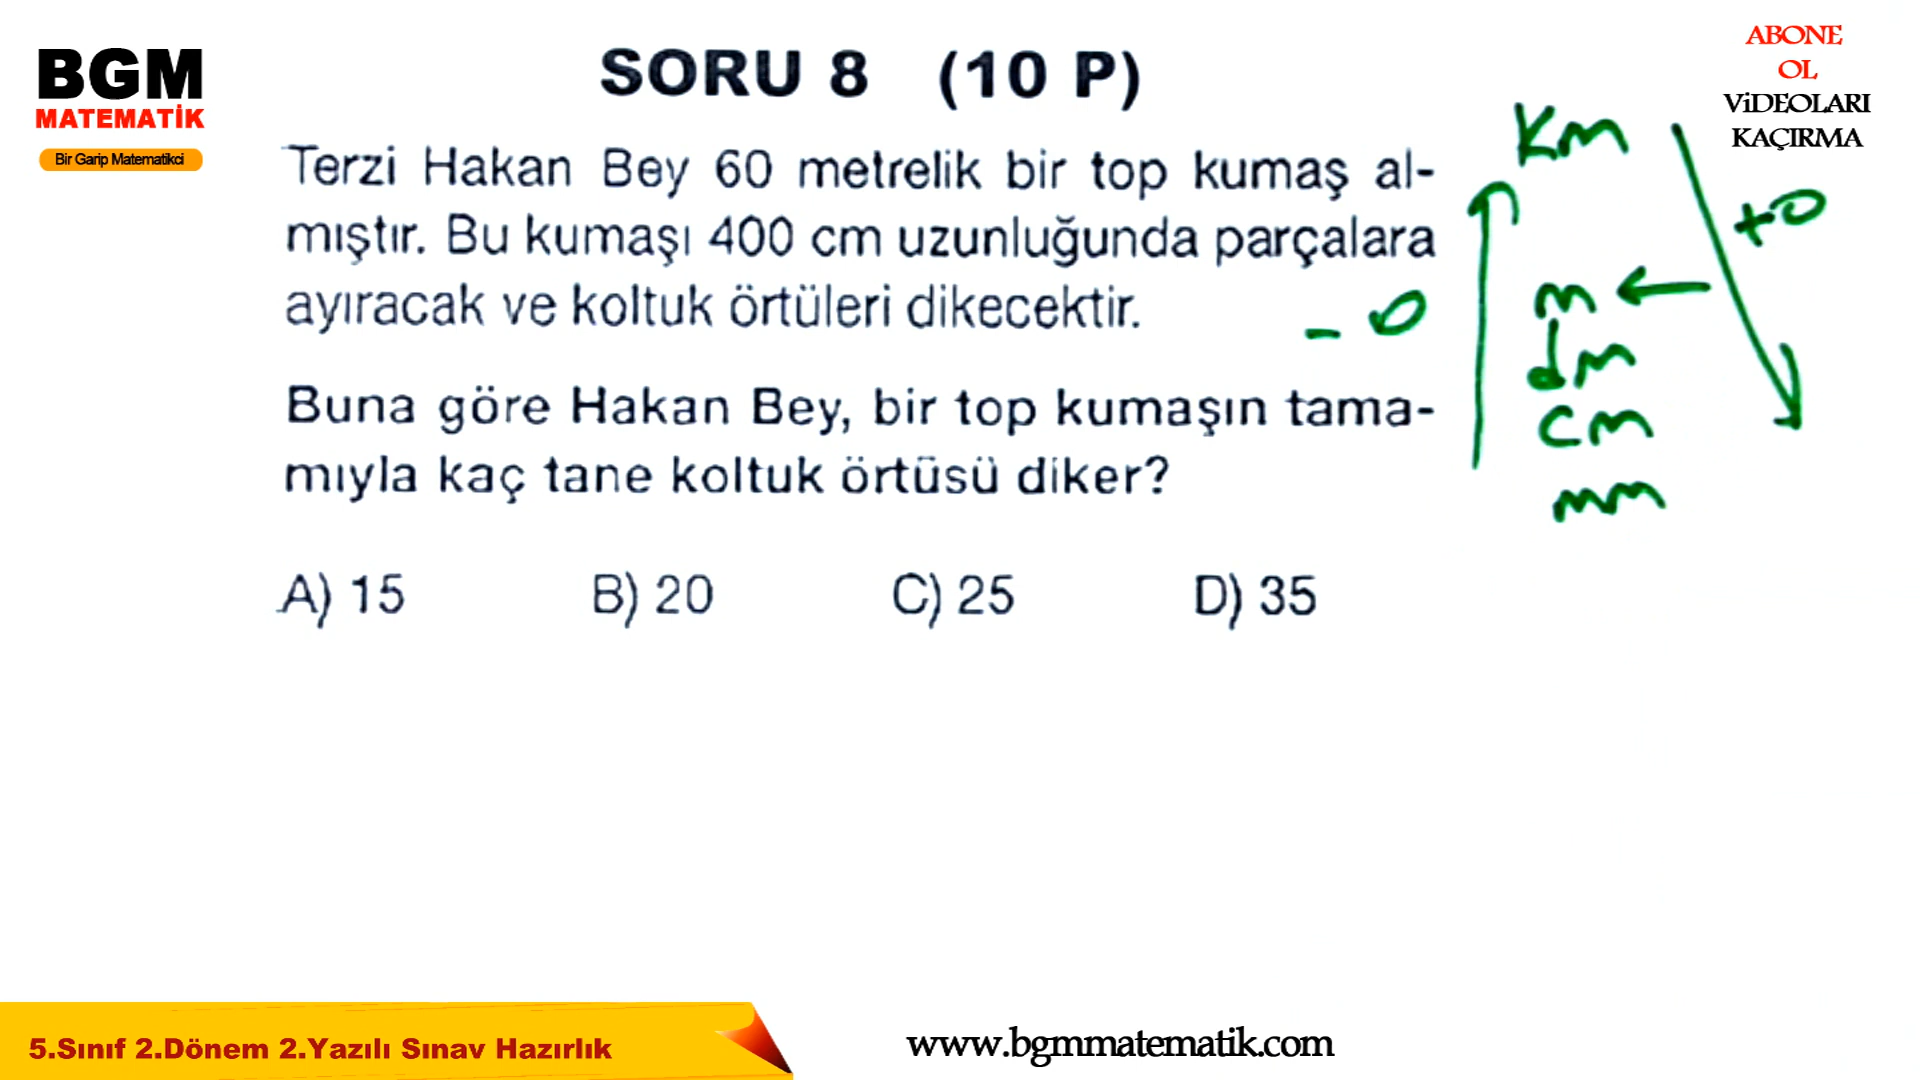 BGM
MATEMATİK
Bir Garip Matematikci
SORU 8 (10 P)
ABONE
OL
ViDEOLARI
KAÇIRMA
Terzi Hakan Bey 60 metrelik bir top kumaş al-
mıştır. Bu kumaşı 400 cm uzunluğunda parçalara
ayıracak ve koltuk örtüleri dikecektir.
Buna göre Hakan Bey, bir top kumaşın tama-
mıyla kaç tane koltuk örtüsü diker?
A) 15 B) 20 C) 25 D) 35
Km
+0
- 0
m
dm
cm
mm
5.Sınıf 2.Dönem 2.Yazılı Sınav Hazırlık
www.bgmmatematik.com